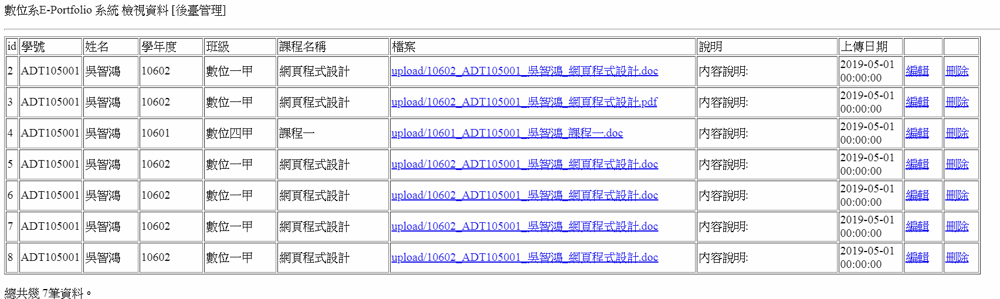 數位系E-Portfolio 系統 檢視資料 [後臺管理]
id 學號 姓名 學年度 班級 課程名稱 檔案 說明 上傳日期
2 ADT105001 吳智鴻 10602 數位一甲 網頁程式設計 upload/10602_ADT105001_吳智鴻_網頁程式設計.doc 內容說明: 2019-05-01 00:00:00 編輯 刪除
3 ADT105001 吳智鴻 10602 數位一甲 網頁程式設計 upload/10602_ADT105001_吳智鴻_網頁程式設計.pdf 內容說明: 2019-05-01 00:00:00 編輯 刪除
4 ADT105001 吳智鴻 10601 數位四甲 課程一 upload/10601_ADT105001_吳智鴻_課程一.doc 內容說明: 2019-05-01 00:00:00 編輯 刪除
5 ADT105001 吳智鴻 10602 數位一甲 網頁程式設計 upload/10602_ADT105001_吳智鴻_網頁程式設計.doc 內容說明: 2019-05-01 00:00:00 編輯 刪除
6 ADT105001 吳智鴻 10602 數位一甲 網頁程式設計 upload/10602_ADT105001_吳智鴻_網頁程式設計.doc 內容說明: 2019-05-01 00:00:00 編輯 刪除
7 ADT105001 吳智鴻 10602 數位一甲 網頁程式設計 upload/10602_ADT105001_吳智鴻_網頁程式設計.doc 內容說明: 2019-05-01 00:00:00 編輯 刪除
8 ADT105001 吳智鴻 10602 數位一甲 網頁程式設計 upload/10602_ADT105001_吳智鴻_網頁程式設計.doc 內容說明: 2019-05-01 00:00:00 編輯 刪除
總共幾 7筆資料。